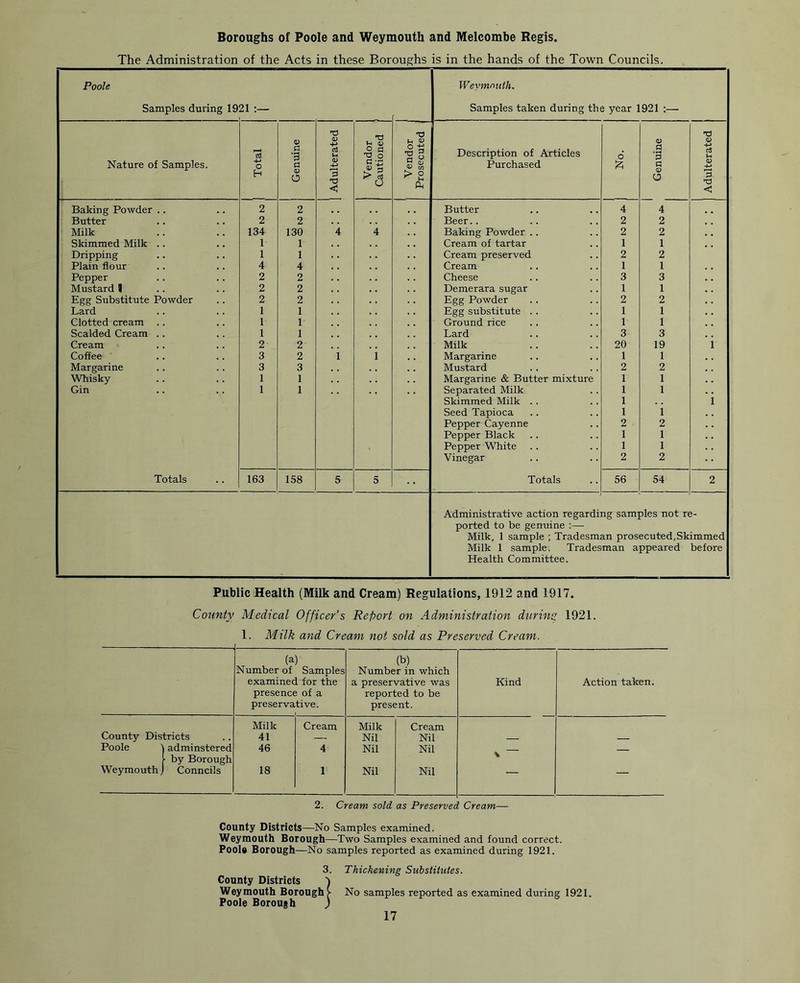 Boroughs of Poole and Weymouth and Melcombe Regis.
The Administration of the Acts in these Boroughs is in the hands of the Town Councils.
Poole
Samples during 1921 :—
Nature of Samples. Total Genuine Adulterated Vendor Cautioned Vendor Prosecuted
Baking Powder .. 2 2 .. .. ..
Butter .. .. 2 2 .. .. ..
Milk .. .. 134 130 4 4 ..
Skimmed Milk .. 1 1 .. .. ..
Dripping .. .. 1 1 .. .. ..
Plain flour .. .. 4 4 .. .. ..
Pepper .. .. 2 2 .. .. ..
Mustard .. .. 2 2 .. .. ..
Egg Substitute Powder .. 2 2 .. .. ..
Lard .. .. 1 1 .. .. ..
Clotted cream .. .. 1 1 .. .. ..
Scalded Cream .. .. 1 1 .. .. ..
Cream .. .. 2 2 .. .. ..
Coffee .. .. 3 2 1 1 ..
Margarine .. .. 3 3 .. .. ..
Whisky .. .. 1 1 .. .. ..
Gin .. .. 1 1 .. .. ..
Totals .. 163 158 5 5 ..
Weymouth.
Samples taken during the year 1921 :—
Description of Articles Purchased No. Genuine Adulterated
Butter .. .. 4 4 ..
Beer.. .. .. 2 2 ..
Baking Powder .. .. 2 2 ..
Cream of tartar .. 1 1 ..
Cream preserved .. 2 2
Cream .. .. 1 1 ..
Cheese .. .. 3 3 ..
Demerara sugar .. 1 1 ..
Egg Powder .. .. 2 2 ..
Egg substitute .. .. 1 1 ..
Ground rice .. .. 1 1 ..
Lard .. .. 3 3 ..
Milk .. .. 20 19 1
Margarine .. .. 1 1 ..
Mustard .. .. 2 2 ..
Margarine & Butter mixture 1 1 ..
Separated Milk .. 1 1 ..
Skimmed Milk .. .. 1 .. 1
Seed Tapioca .. .. 1 1 ..
Pepper Cayenne .. 2 2 ..
Pepper Black .. .. 1 1 ..
Pepper White .. .. 1 1 ..
Vinegar .. .. 2 2 ..
Totals .. 56 54 2
Administrative action regarding samples not re-
ported to be genuine :—
Milk, 1 sample ; Tradesman prosecuted,Skimmed
Milk 1 sample. Tradesman appeared before
Health Committee.
Public Health (Milk and Cream) Regulations, 1912 and 1917.
County Medical Officer's Report on Administration during 1921.
1. Milk and Cream not sold as Preserved Cream.
(a) Number of Samples examined for the presence of a preservative. (b) Number in which a preservative was reported to be present. Kind Action taken.
Milk Cream Milk Cream
County Districts .. 41 — Nil Nil — —
Poole } adminstered 46 4 Nil Nil — —
by Borough
Weymouth } Conncils 18 1 Nil Nil — —
2. Cream sold as Preserved Cream—
County Districts—No Samples examined.
Weymouth Borough—Two Samples examined and found correct.
Poole Borough—No samples reported as examined during 1921.
3. Thickening Substitutes.
County Districts
Weymouth Borough } No samples reported as examined during 1921.
Poole Borough
17